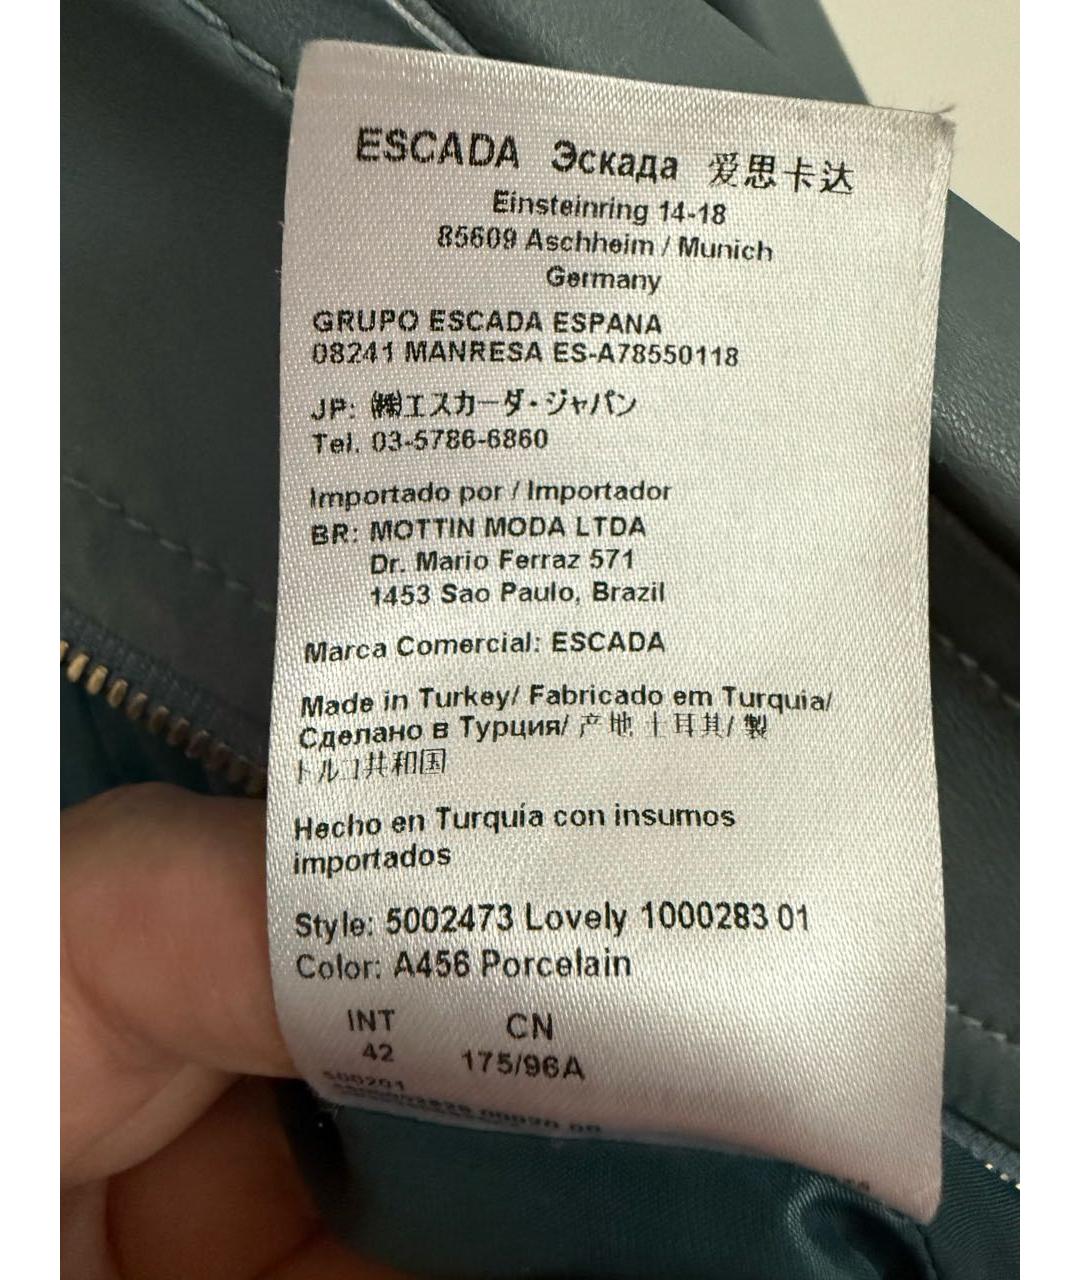 ESCADA Эскада 爱思卡达
Einsteinring 14-18
85609 Aschheim / Munich
Germany
GRUPO ESCADA ESPANA
08241 MANRESA ES-A78550118
JP: ㈱エスカーダ・ジャパン
Tel. 03-5786-6860
Importado por / Importador
BR: MOTTIN MODA LTDA
Dr. Mario Ferraz 571
1453 Sao Paulo, Brazil
Marca Comercial: ESCADA
Made in Turkey/ Fabricado em Turquia/
Сделано в Турция/ 产地 土耳其/ 製
トルコ共和国
Hecho en Turquía con insumos
importados
Style: 5002473 Lovely 1000283 01
Color: A456 Porcelain
INT CN
42 175/96A
500201